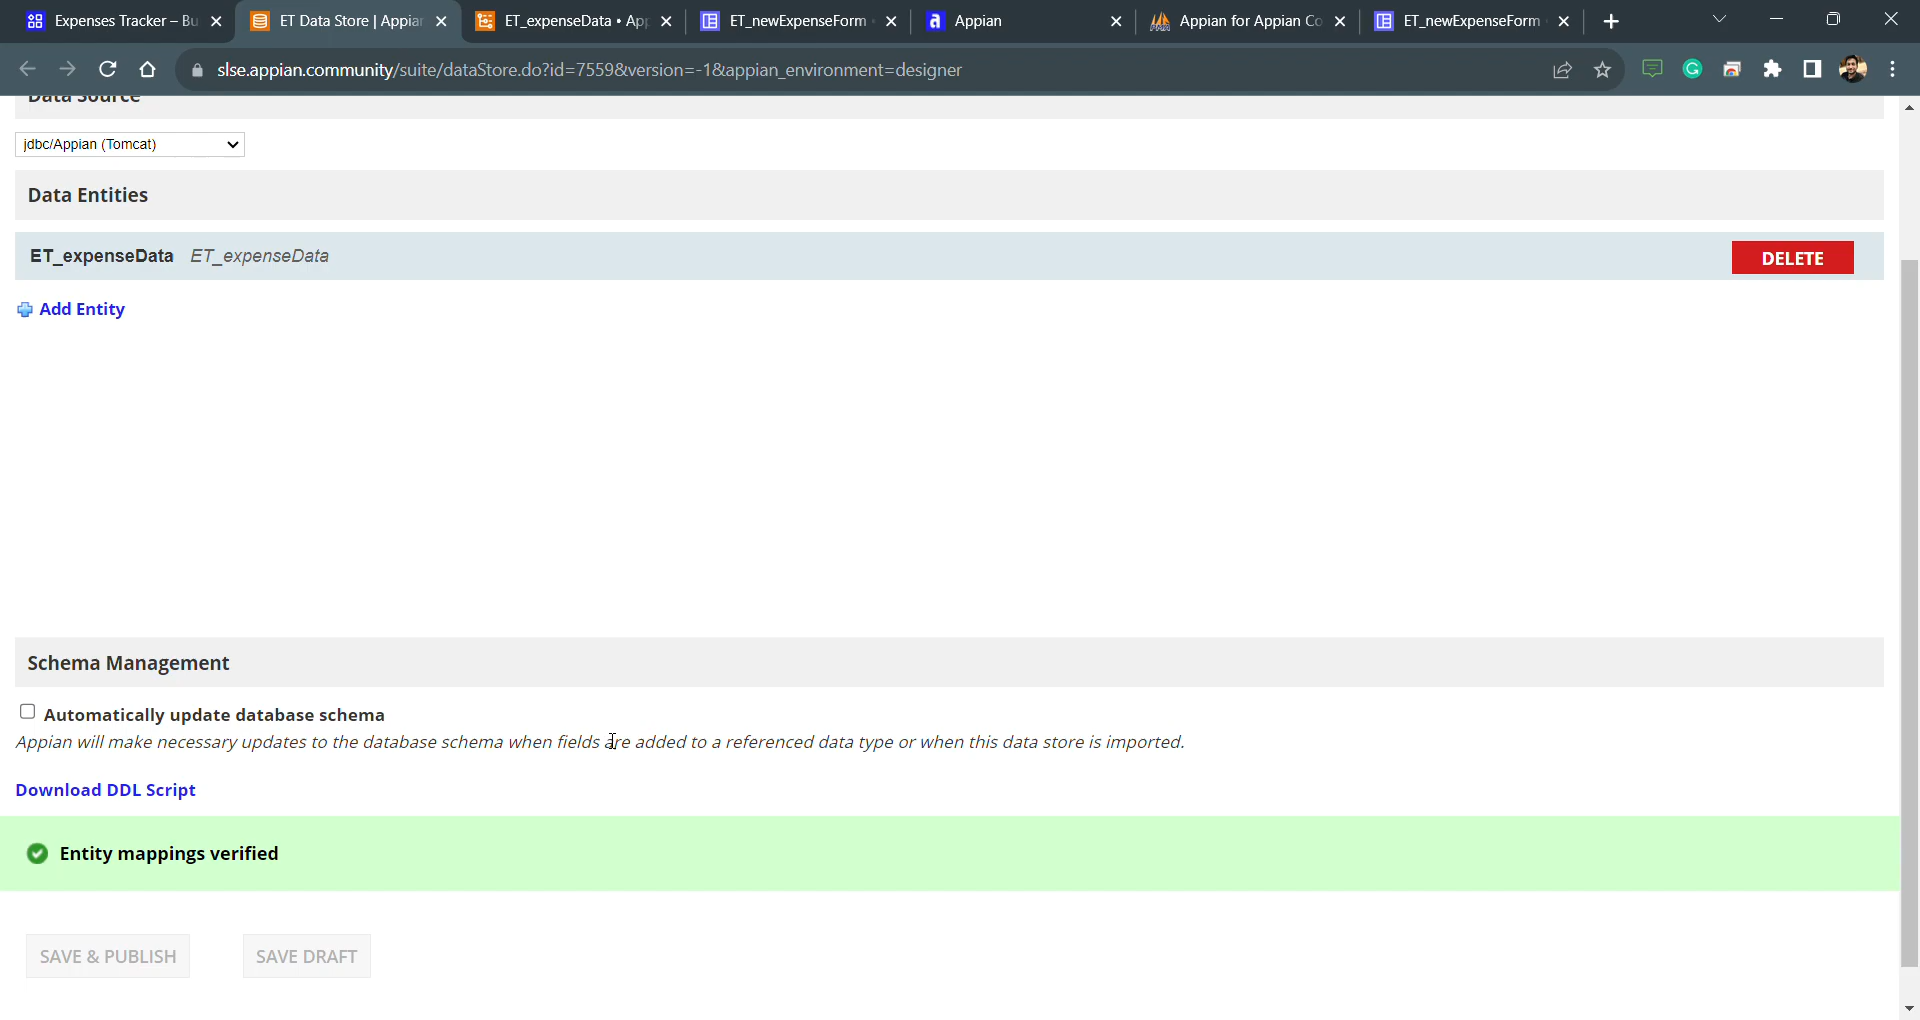 Expenses Tracker – Bu
ET Data Store | Appian
ET_expenseData • App
ET_newExpenseForm
Appian
Appian for Appian Co
ET_newExpenseForm
slse.appian.community/suite/dataStore.do?id=7559&version=-1&appian_environment=designer
Data Source
jdbc/Appian (Tomcat)
Data Entities
ET_expenseData ET_expenseData
DELETE
Add Entity
Schema Management
Automatically update database schema
Appian will make necessary updates to the database schema when fields are added to a referenced data type or when this data store is imported.
Download DDL Script
Entity mappings verified
SAVE & PUBLISH
SAVE DRAFT